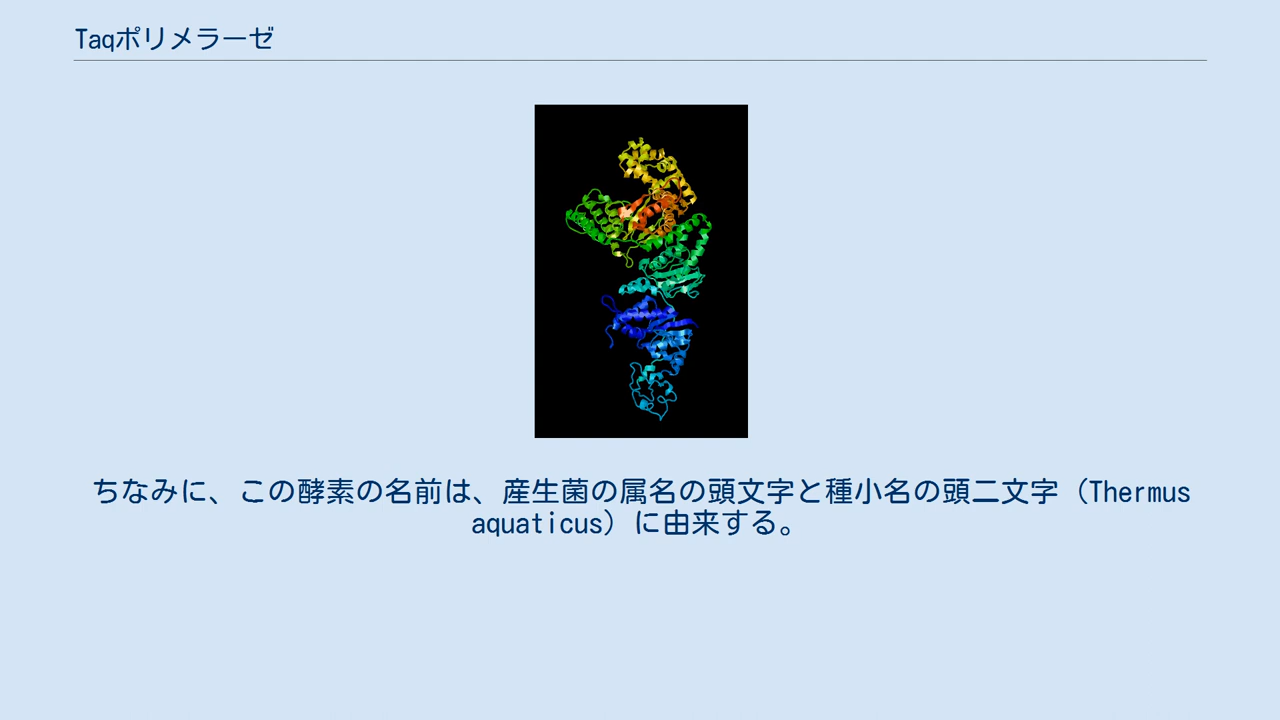 Taqポリメラーゼ
ちなみに、この酵素の名前は、産生菌の属名の頭文字と種小名の頭二文字（Thermus
aquaticus）に由来する。